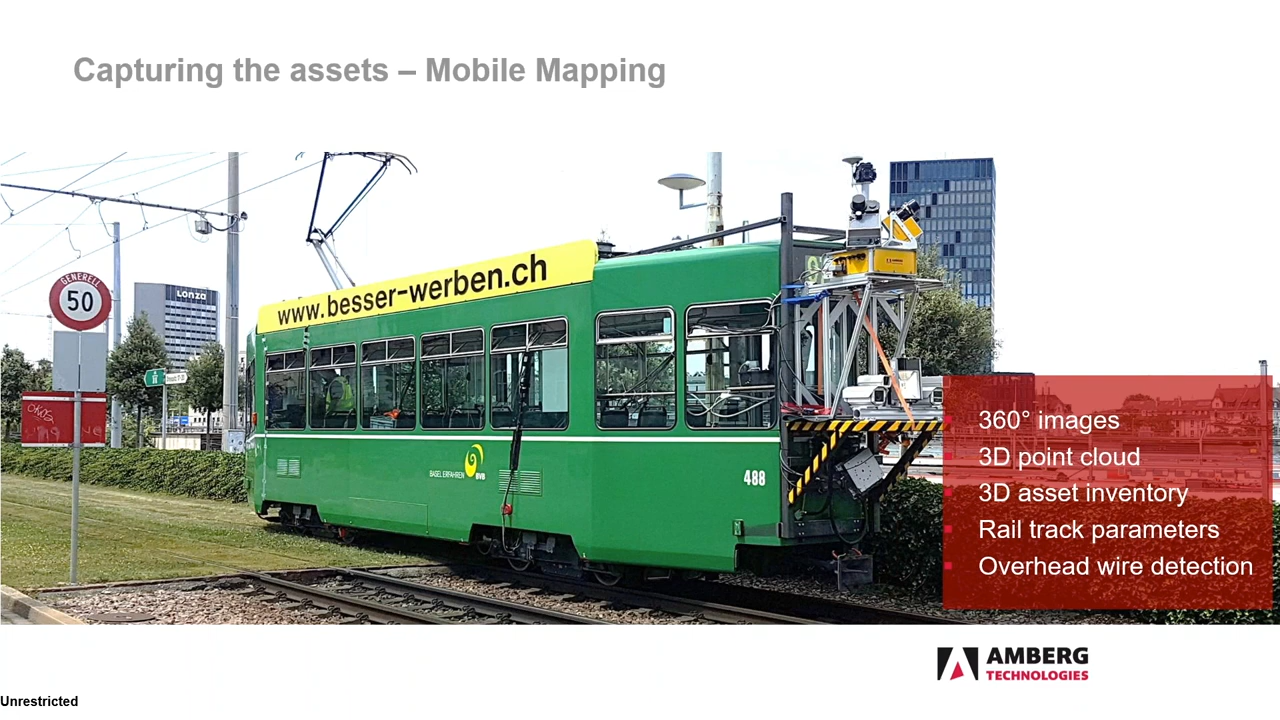 Capturing the assets – Mobile Mapping
GENERELL
50
Lonza
www.besser-werben.ch
BASEL ERFAHREN
BVB
488
360° images
3D point cloud
3D asset inventory
Rail track parameters
Overhead wire detection
AMBERG
TECHNOLOGIES
Unrestricted